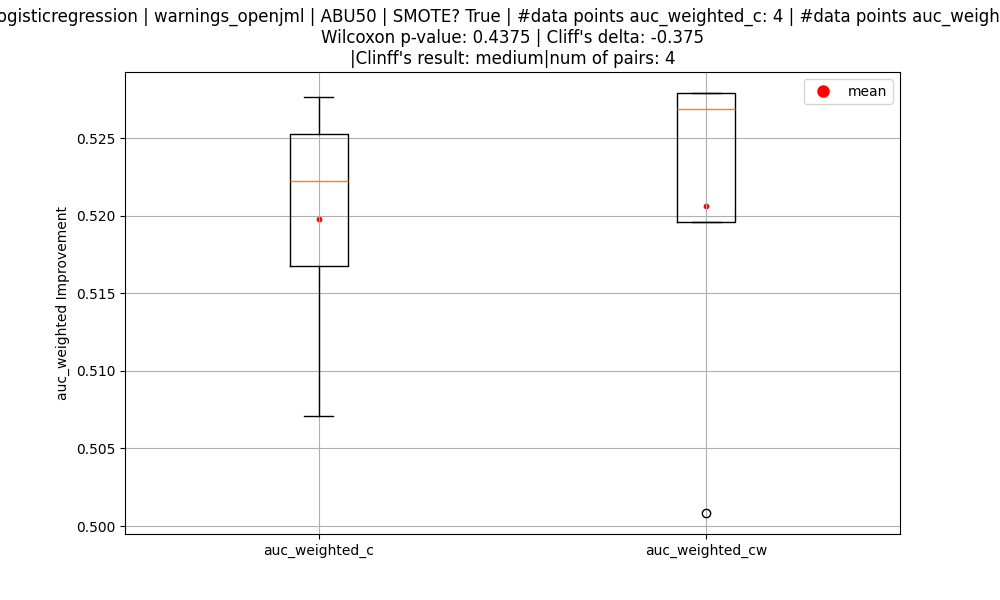 ogisticregression | warnings_openjml | ABU50 | SMOTE? True | #data points auc_weighted_c: 4 | #data points auc_weigh
Wilcoxon p-value: 0.4375 | Cliff's delta: -0.375
|Clinff's result: medium|num of pairs: 4
mean
0.525
0.520
0.515
0.510
0.505
0.500
auc_weighted Improvement
auc_weighted_c
auc_weighted_cw